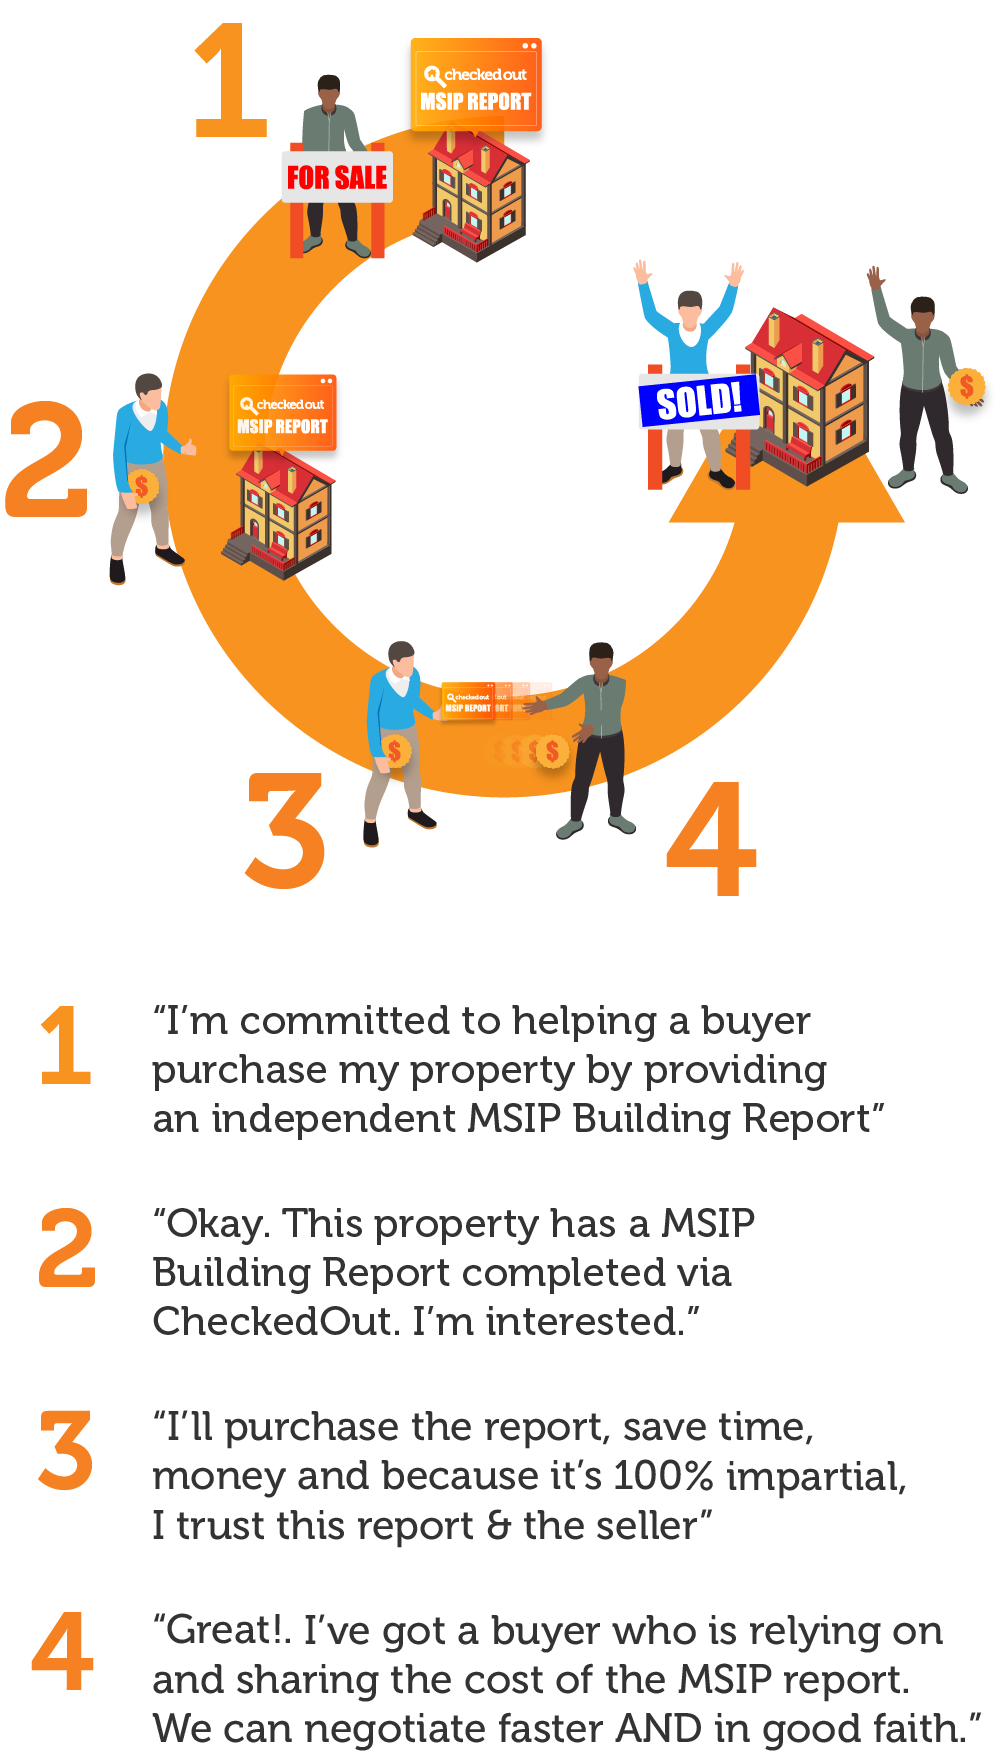 1
checkedout
MSIP REPORT
FOR SALE
SOLD!
$
2
checkedout
MSIP REPORT
$
checkedout
MSIP REPORT
out
ORT
$
$
$
$
$
3
4
1
“I’m committed to helping a buyer
purchase my property by providing
an independent MSIP Building Report”
2
“Okay. This property has a MSIP
Building Report completed via
CheckedOut. I’m interested.”
3
“I’ll purchase the report, save time,
money and because it’s 100% impartial,
I trust this report & the seller”
4
“Great!. I’ve got a buyer who is relying on
and sharing the cost of the MSIP report.
We can negotiate faster AND in good faith.”